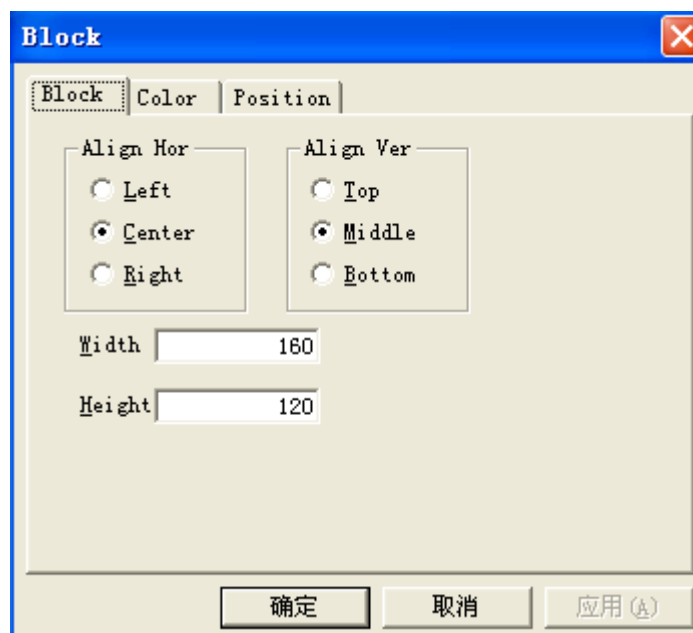 Block
Block Color Position
Align Hor Align Ver
Left Top
Center Middle
Right Bottom
Width 160
Height 120
确定 取消 应用(A)